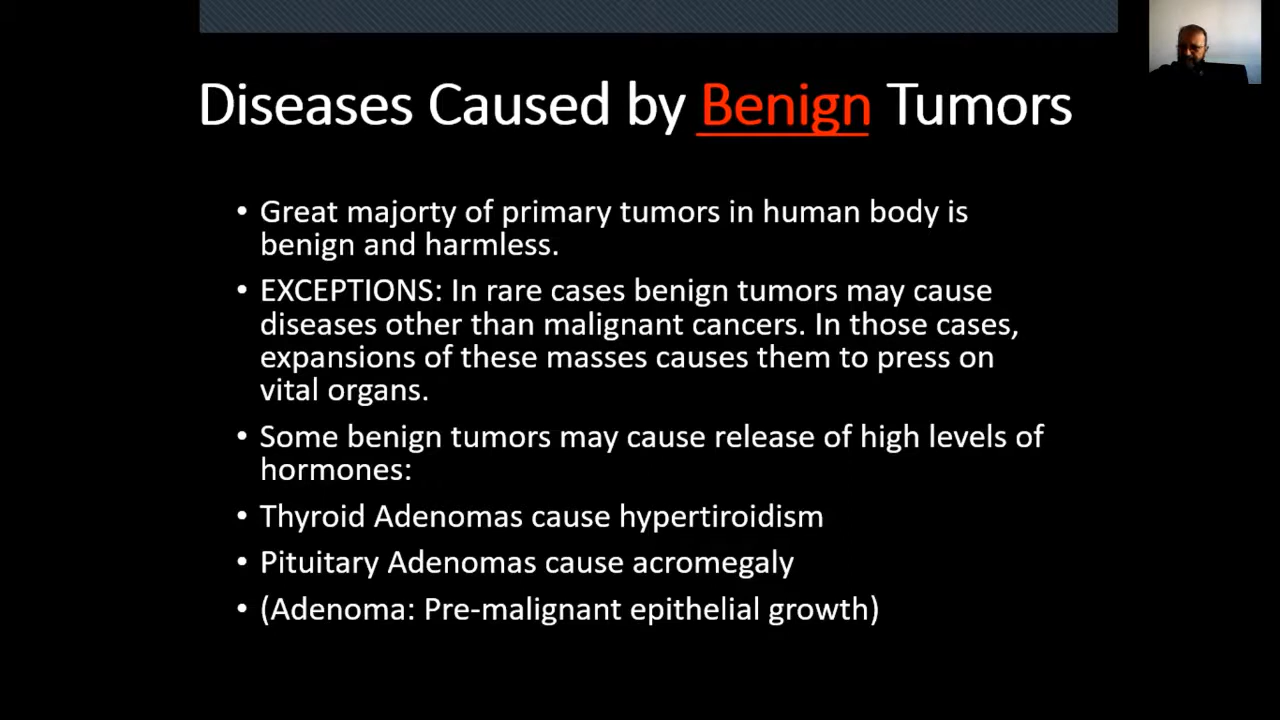 Diseases Caused by Benign Tumors
• Great majorty of primary tumors in human body is
benign and harmless.
• EXCEPTIONS: In rare cases benign tumors may cause
diseases other than malignant cancers. In those cases,
expansions of these masses causes them to press on
vital organs.
• Some benign tumors may cause release of high levels of
hormones:
• Thyroid Adenomas cause hypertiroidism
• Pituitary Adenomas cause acromegaly
• (Adenoma: Pre-malignant epithelial growth)